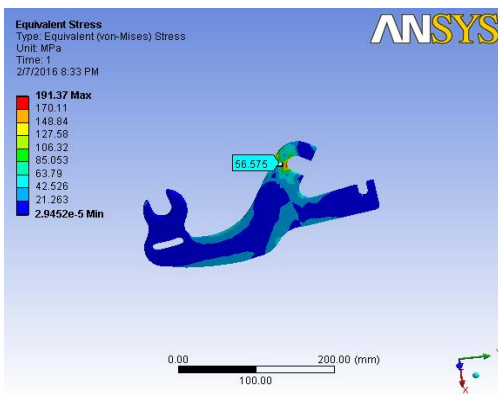 Equivalent Stress
Type: Equivalent (von-Mises) Stress
Unit: MPa
Time: 1
2/7/2016 8:33 PM
ANSYS
191.37 Max
170.11
148.84
127.58
106.32
85.053
63.79
42.526
21.263
2.9452e-5 Min
56.575
0.00
200.00 (mm)
100.00
X